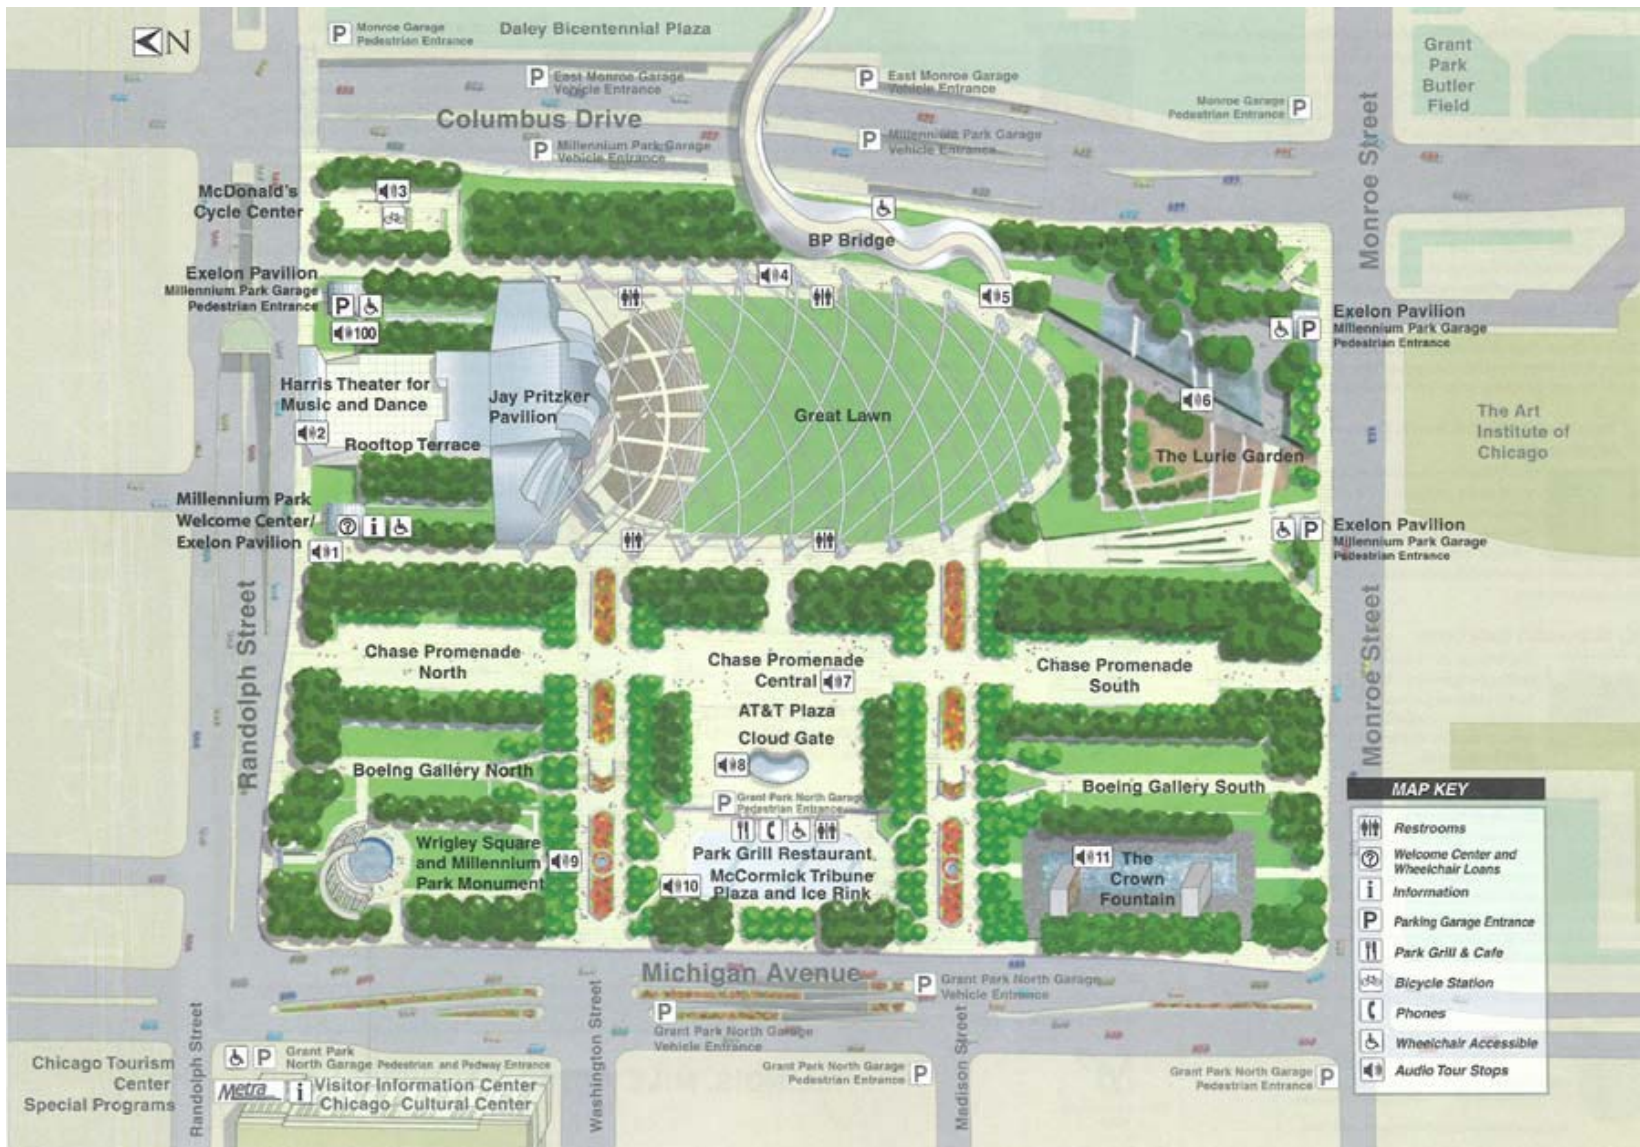 N
P Monroe Garage
Pedestrian Entrance
Daley Bicentennial Plaza
P East Monroe Garage
Vehicle Entrance
P East Monroe Garage
Vehicle Entrance
Monroe Garage P
Pedestrian Entrance
Grant
Park
Butler
Field
Columbus Drive
P Millennium Park Garage
Vehicle Entrance
P Millennium Park Garage
Vehicle Entrance
Monroe Street
McDonald's
Cycle Center
3
BP Bridge
Exelon Pavilion
Millennium Park Garage
Pedestrian Entrance
P
100
4
5
Exelon Pavilion
Millennium Park Garage
Pedestrian Entrance
P
Harris Theater for
Music and Dance
2
Rooftop Terrace
Jay Pritzker
Pavilion
Great Lawn
6
The Lurie Garden
The Art
Institute of
Chicago
Millennium Park
Welcome Center/
Exelon Pavilion
? i
1
P
Exelon Pavilion
Millennium Park Garage
Pedestrian Entrance
Randolph Street
Monroe Street
Chase Promenade
North
Chase Promenade
Central 7
Chase Promenade
South
AT&T Plaza
Cloud Gate
8
Boeing Gallery North
Boeing Gallery South
P Grant Park North Garage
Pedestrian Entrance
Wrigley Square
and Millennium
Park Monument
9
Park Grill Restaurant
McCormick Tribune
Plaza and Ice Rink
10
11
The
Crown
Fountain
MAP KEY
Restrooms
? Welcome Center and
Wheelchair Loans
i Information
P Parking Garage Entrance
Park Grill & Cafe
Bicycle Station
Phones
Wheelchair Accessible
Audio Tour Stops
Michigan Avenue
P Grant Park North Garage
Vehicle Entrance
P
Grant Park North Garage
Vehicle Entrance
Randolph Street
Washington Street
Madison Street
Chicago Tourism
Center
Special Programs
P Grant Park
North Garage Pedestrian and Pedway Entrance
Metra i Visitor Information Center
Chicago Cultural Center
Grant Park North Garage P
Pedestrian Entrance
Grant Park North Garage P
Pedestrian Entrance